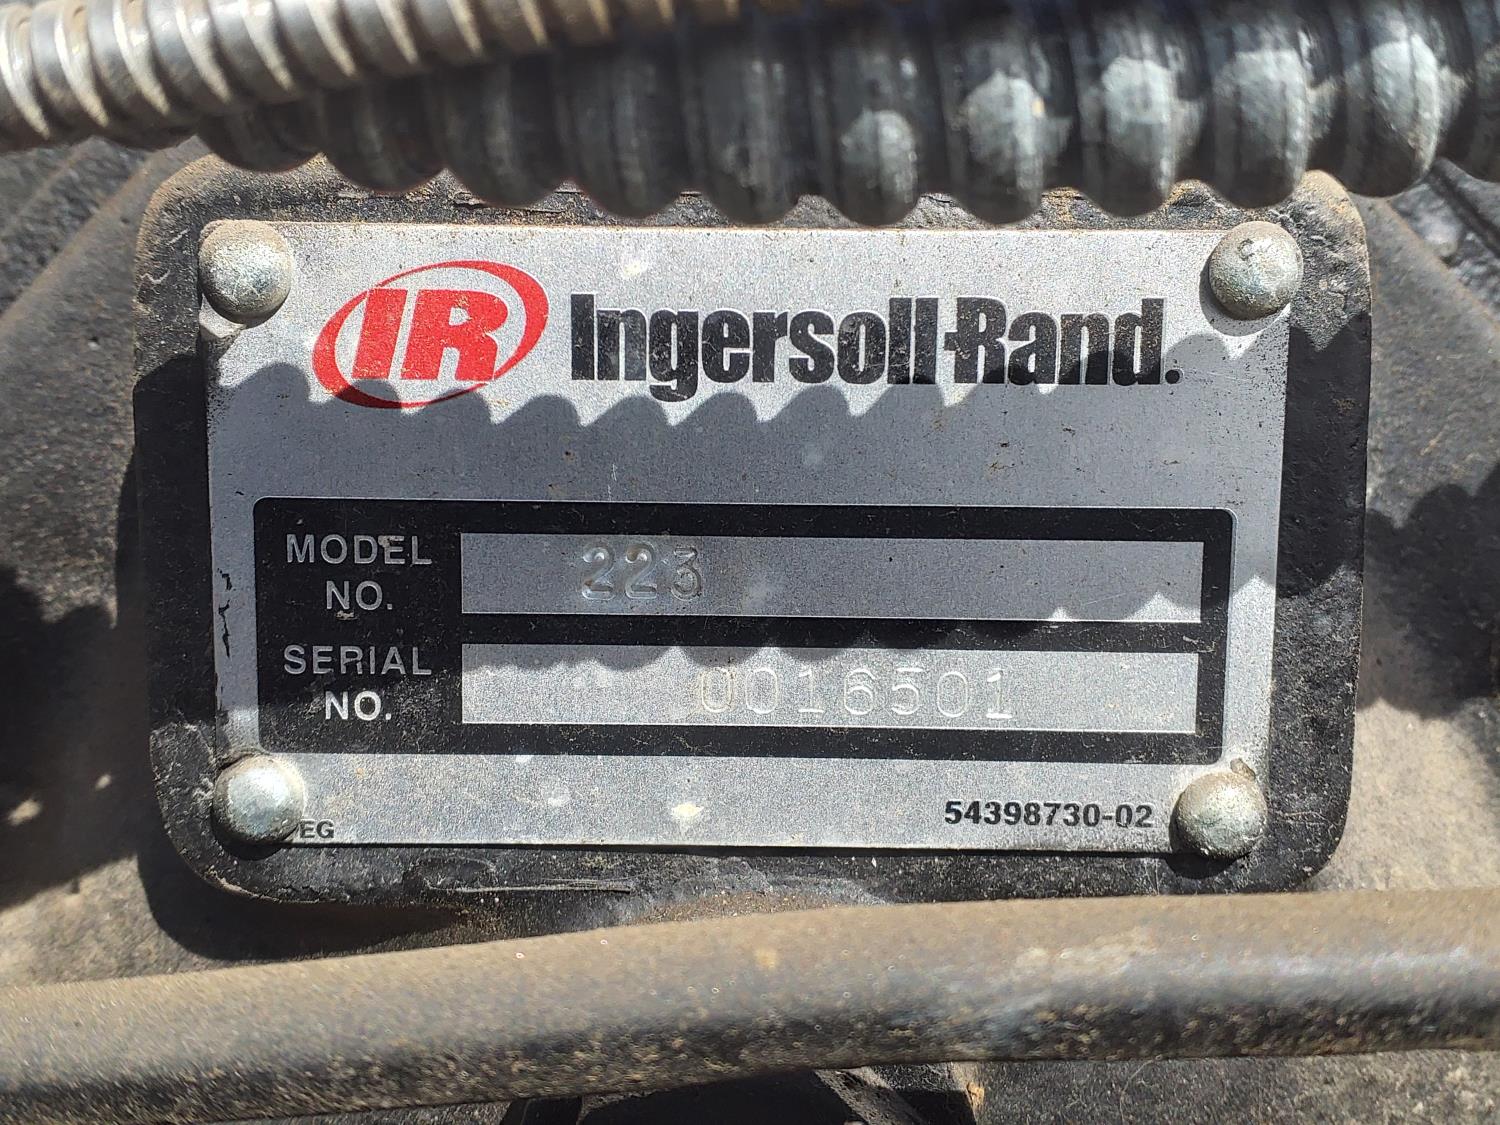 IR Ingersoll-Rand.
MODEL NO. 223
SERIAL NO. 0016501
EG 54398730-02